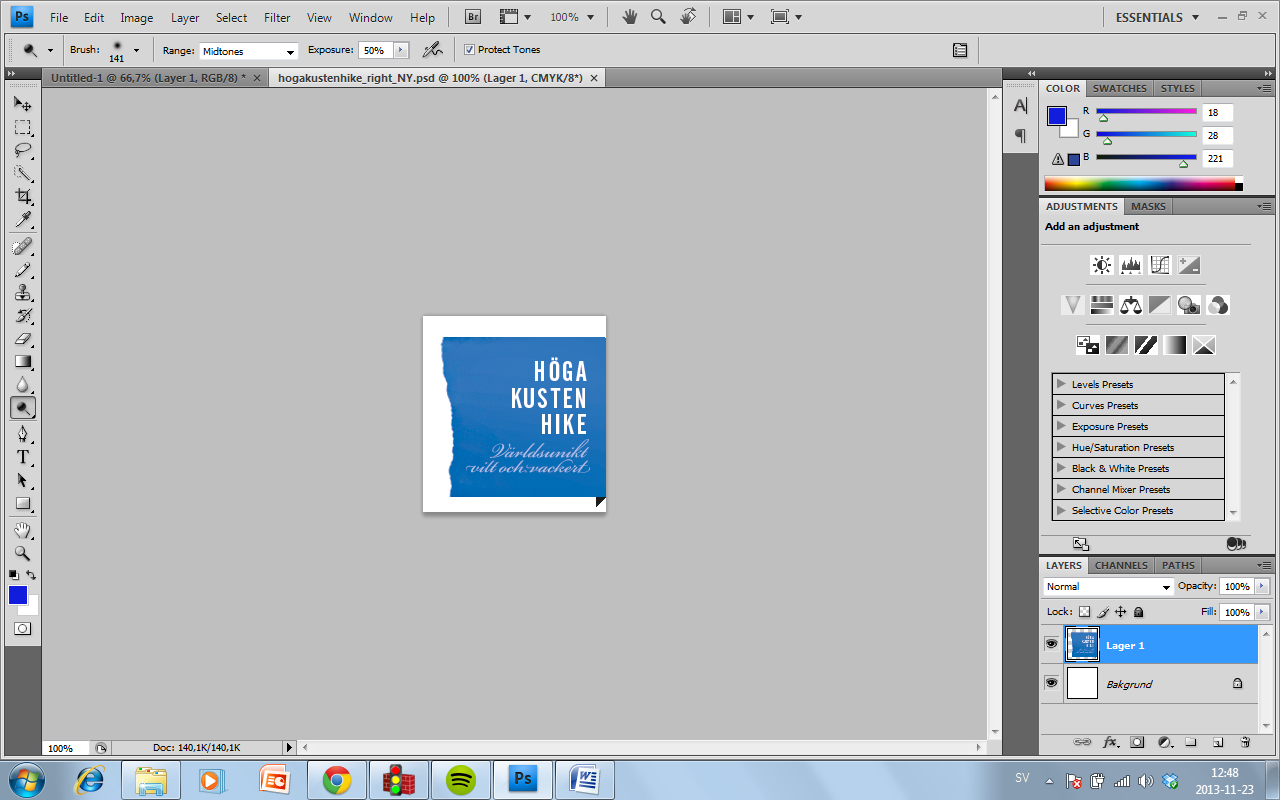 Ps File Edit Image Layer Select Filter View Window Help Br 100% ESSENTIALS
Brush: 141 Range: Midtones Exposure: 50% Protect Tones
Untitled-1 @ 66,7% (Layer 1, RGB/8) *
hogakustenhike_right_NY.psd @ 100% (Lager 1, CMYK/8*)
HÖGA
KUSTEN
HIKE
Världsunikt
vilt och vackert
100% Doc: 140,1K/140,1K
COLOR SWATCHES STYLES
R 18
G 28
B 221
ADJUSTMENTS MASKS
Add an adjustment
Levels Presets
Curves Presets
Exposure Presets
Hue/Saturation Presets
Black & White Presets
Channel Mixer Presets
Selective Color Presets
LAYERS CHANNELS PATHS
Normal Opacity: 100%
Lock: Fill: 100%
Lager 1
Bakgrund
Ps SV 12:48
2013-11-23